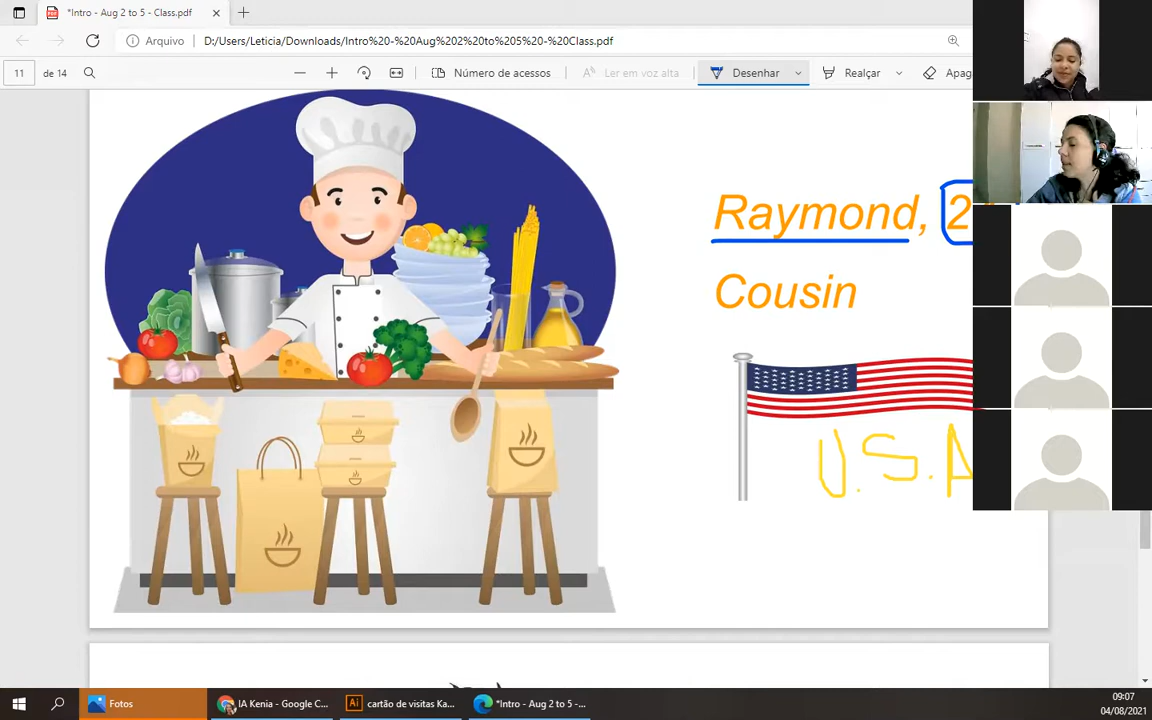 *Intro - Aug 2 to 5 - Class.pdf
Arquivo D:/Users/Leticia/Downloads/Intro%20-%20Aug%202%20to%205%20-%20Class.pdf
11 de 14 Número de acessos Ler em voz alta Desenhar Realçar Apag
Raymond, 2
Cousin
U.S.A
Fotos IA Kenia - Google C... Ai cartão de visitas Ka... *Intro - Aug 2 to 5 -...
09:07
04/08/2021